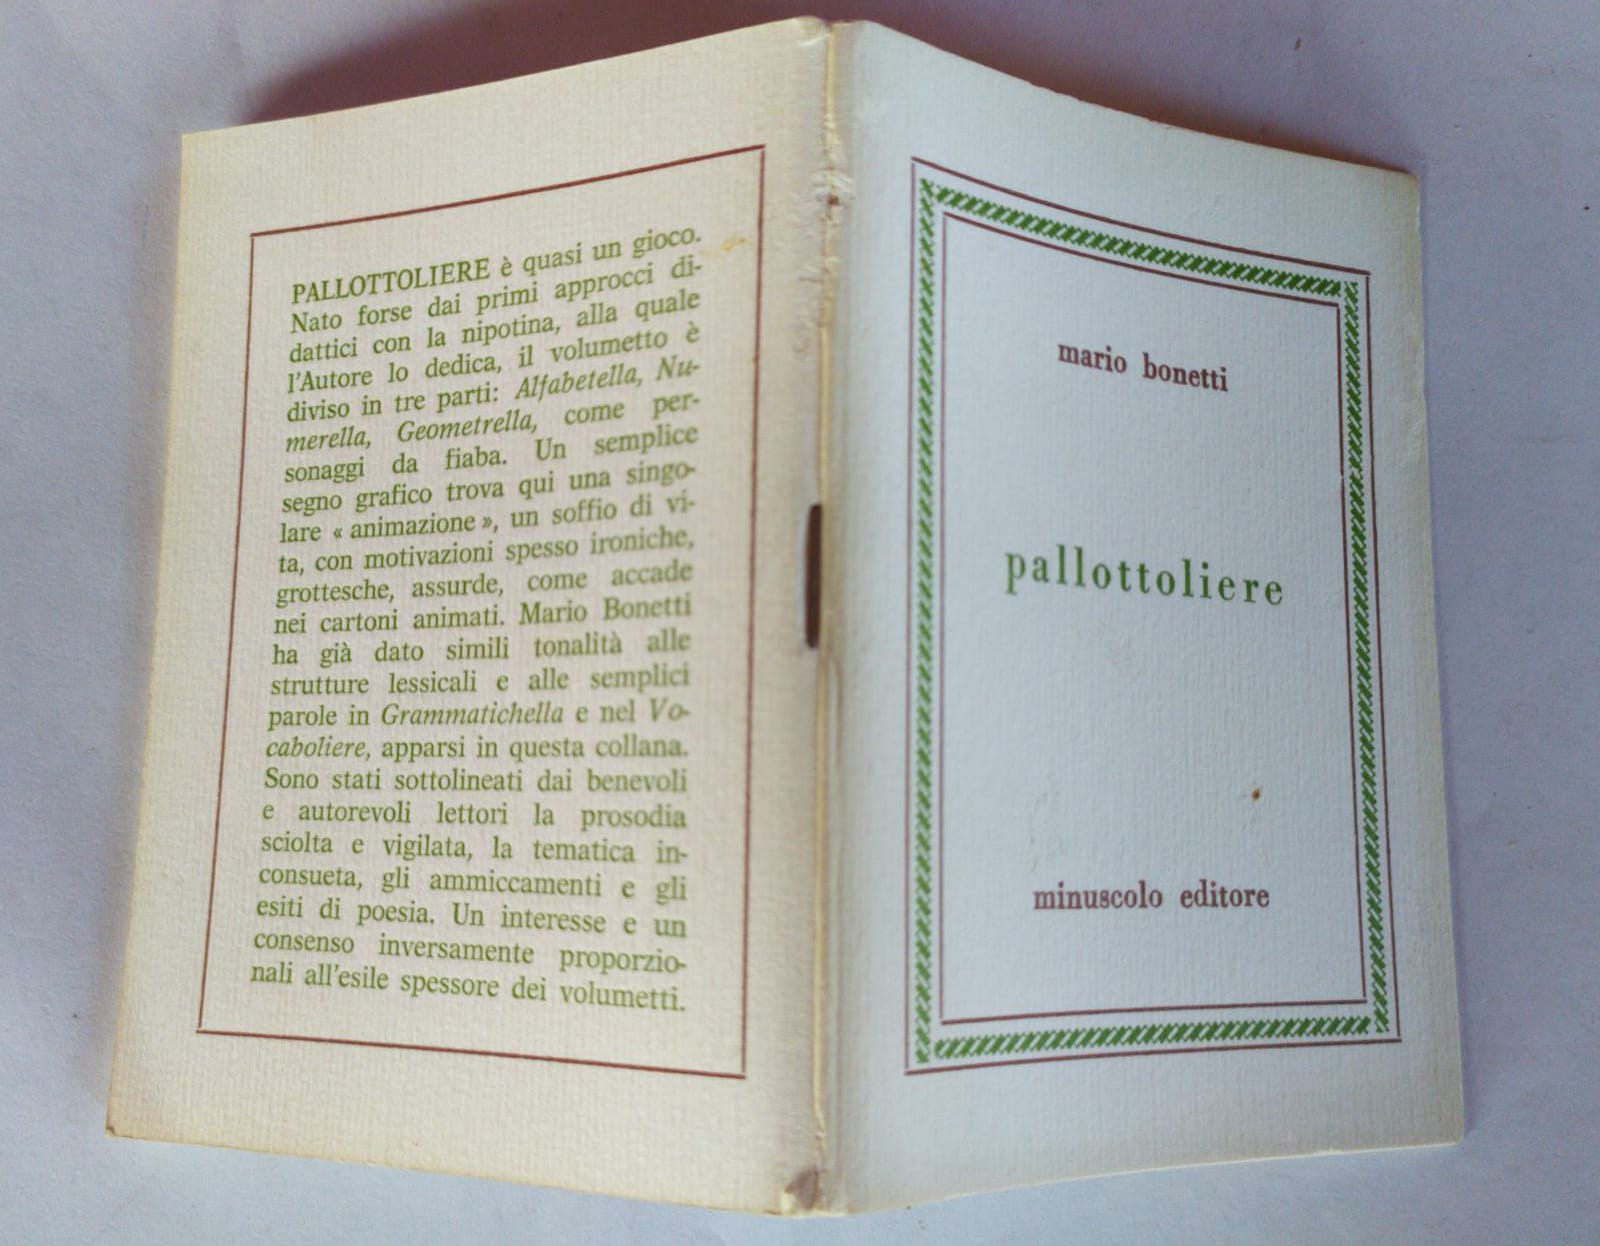 PALLOTTOLIERE è quasi un gioco.
Nato forse dai primi approcci di-
dattici con la nipotina, alla quale
l'Autore lo dedica, il volumetto è
diviso in tre parti: Alfabetella, Nu-
merella, Geometrella, come per-
sonaggi da fiaba. Un semplice
segno grafico trova qui una singo-
lare « animazione », un soffio di vi-
ta, con motivazioni spesso ironiche,
grottesche, assurde, come accade
nei cartoni animati. Mario Bonetti
ha già dato simili tonalità alle
strutture lessicali e alle semplici
parole in Grammatichella e nel Vo-
caboliere, apparsi in questa collana.
Sono stati sottolineati dai benevoli
e autorevoli lettori la prosodia
sciolta e vigilata, la tematica in-
consueta, gli ammiccamenti e gli
esiti di poesia. Un interesse e un
consenso inversamente proporzio-
nali all'esile spessore dei volumetti.
mario bonetti
pallottoliere
minuscolo editore